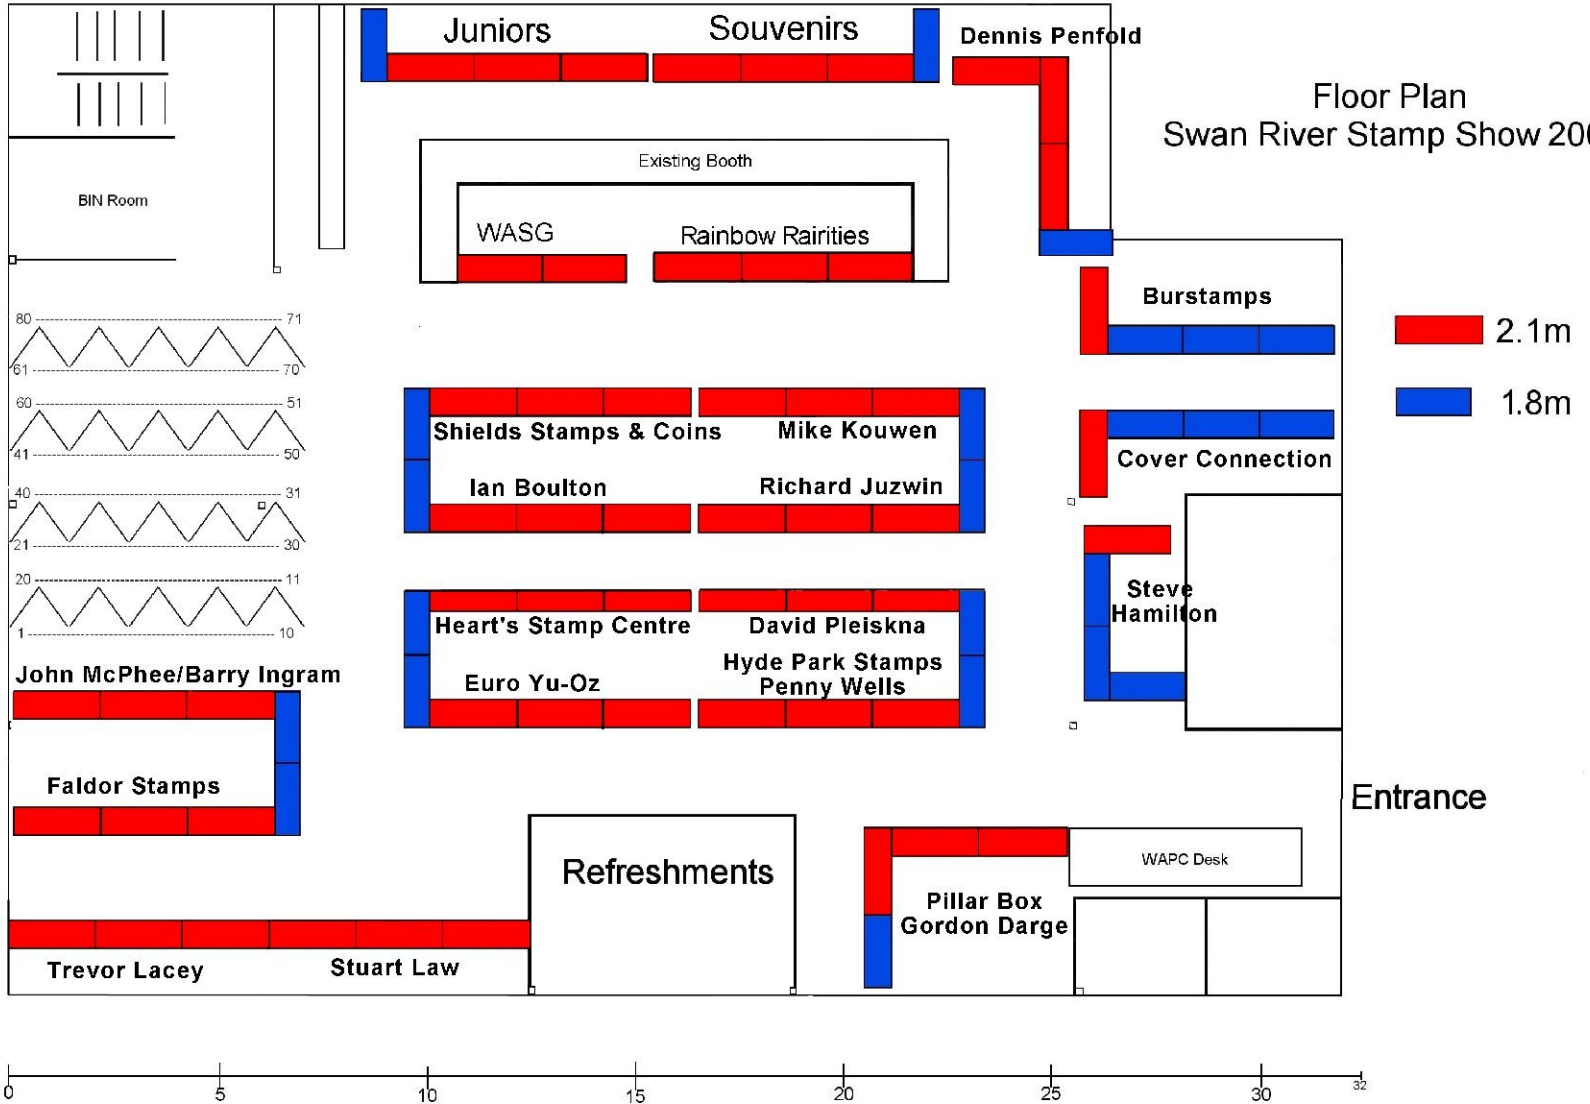 Juniors
Souvenirs
Dennis Penfold
Floor Plan
Swan River Stamp Show 200
Existing Booth
BIN Room
WASG
Rainbow Rairities
Burstamps
2.1m
1.8m
80 71
61 70
60 51
41 50
40 31
21 30
20 11
1 10
Shields Stamps & Coins
Mike Kouwen
Cover Connection
Ian Boulton
Richard Juzwin
Steve
Hamilton
Heart's Stamp Centre
David Pleiskna
Hyde Park Stamps
Penny Wells
Euro Yu-Oz
John McPhee/Barry Ingram
Faldor Stamps
Entrance
Refreshments
WAPC Desk
Pillar Box
Gordon Darge
Trevor Lacey
Stuart Law
0 5 10 15 20 25 30 32